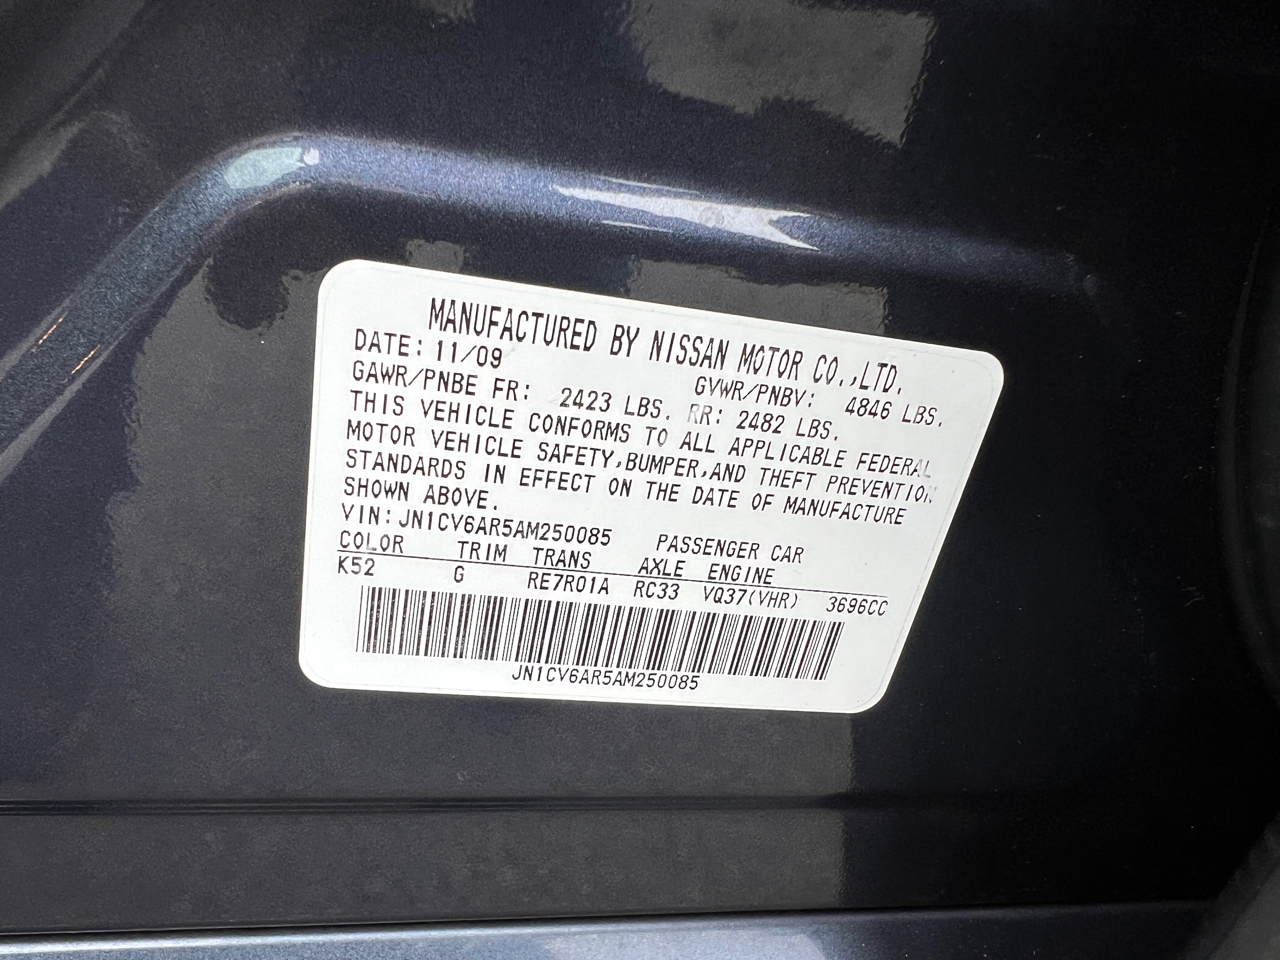 MANUFACTURED BY NISSAN MOTOR CO.,LTD.
DATE: 11/09 GVWR/PNBV: 4846 LBS.
GAWR/PNBE FR: 2423 LBS. RR: 2482 LBS.
THIS VEHICLE CONFORMS TO ALL APPLICABLE FEDERAL
MOTOR VEHICLE SAFETY,BUMPER,AND THEFT PREVENTION
STANDARDS IN EFFECT ON THE DATE OF MANUFACTURE
SHOWN ABOVE.
VIN:JN1CV6AR5AM250085 PASSENGER CAR
COLOR TRIM TRANS AXLE ENGINE
K52 G RE7R01A RC33 VQ37(VHR) 3696CC
JN1CV6AR5AM250085